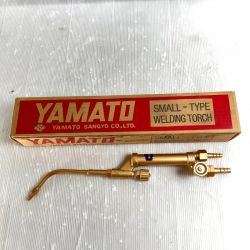 YAMATO
YAMATO SANGYO CO.,LTD.
SMALL-TYPE
WELDING TORCH